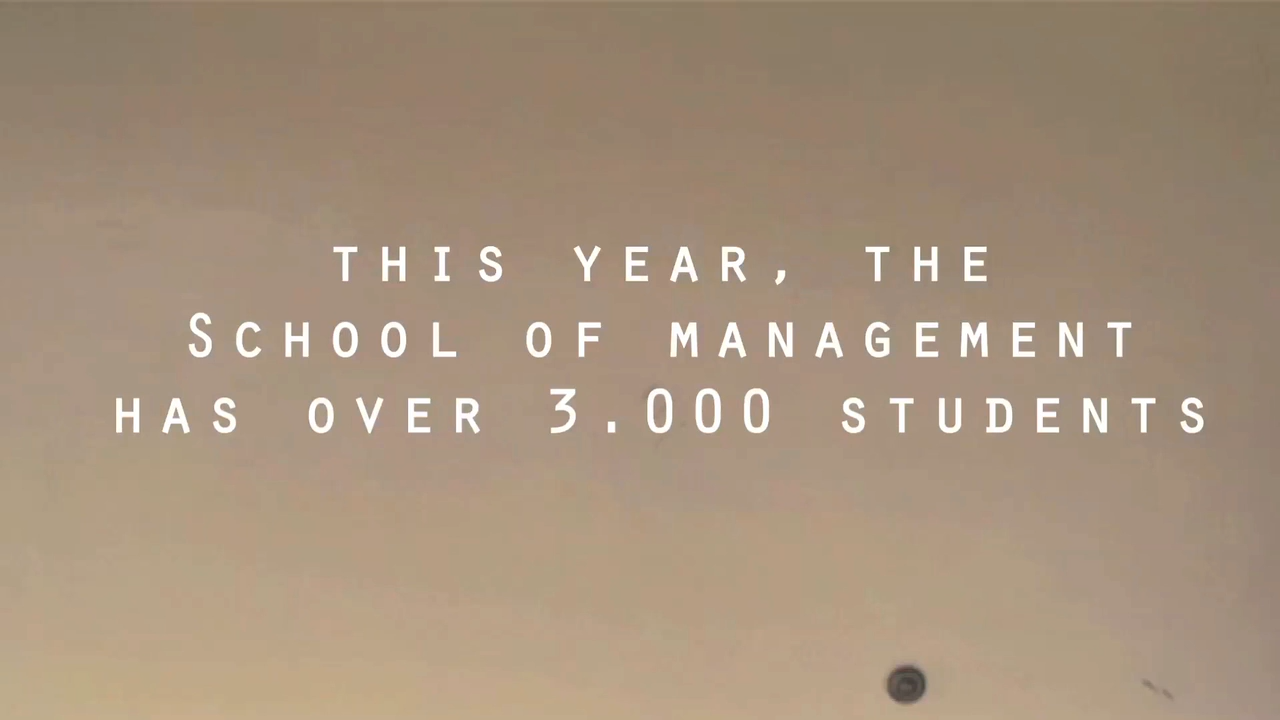 THIS YEAR, THE
SCHOOL OF MANAGEMENT
HAS OVER 3.000 STUDENTS